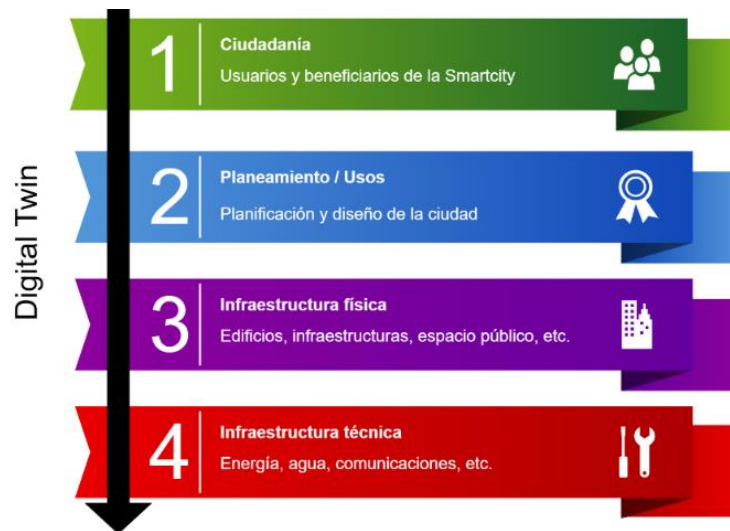 Digital Twin
1
Ciudadanía
Usuarios y beneficiarios de la Smartcity
2
Planeamiento / Usos
Planificación y diseño de la ciudad
3
Infraestructura física
Edificios, infraestructuras, espacio público, etc.
4
Infraestructura técnica
Energía, agua, comunicaciones, etc.